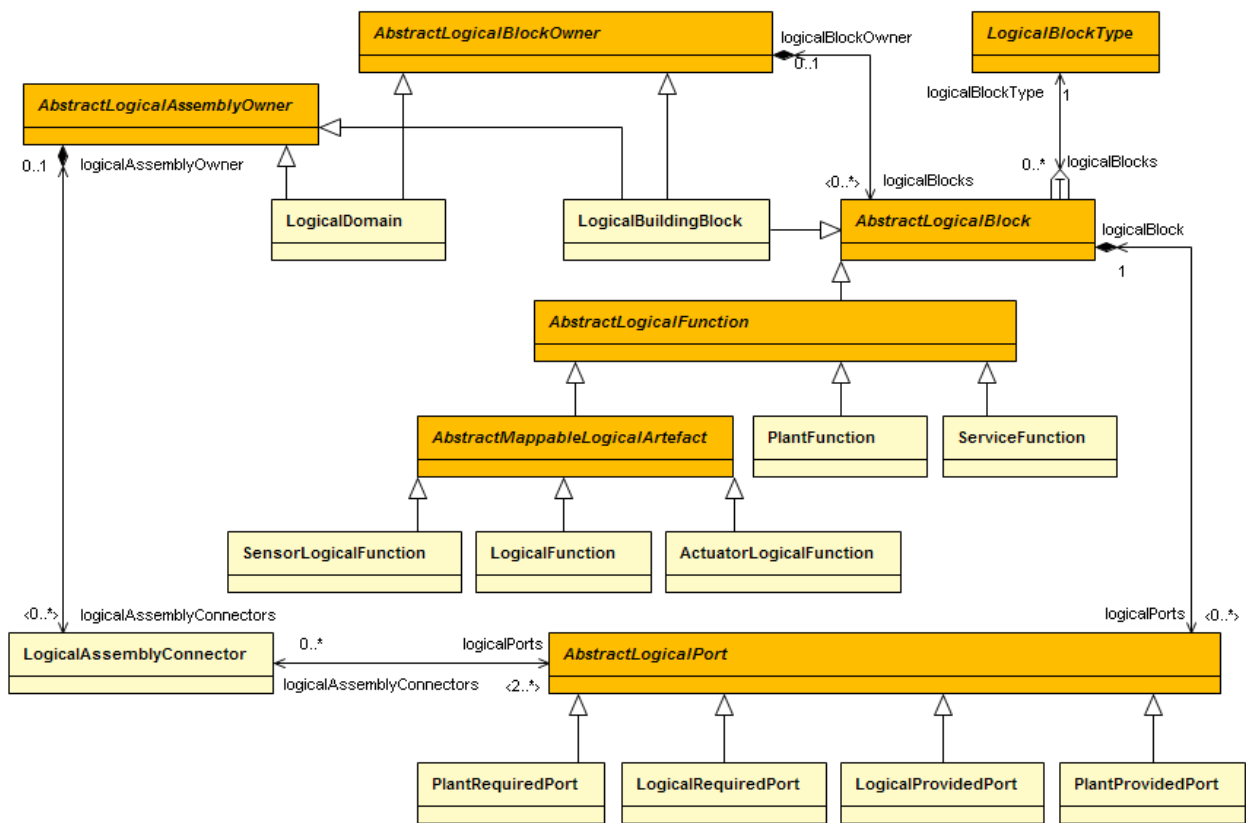 AbstractLogicalBlockOwner
logicalBlockOwner
0..1
LogicalBlockType
logicalBlockType
1
AbstractLogicalAssemblyOwner
0..1
logicalAssemblyOwner
0..*
logicalBlocks
<0..*>
logicalBlocks
LogicalDomain
LogicalBuildingBlock
AbstractLogicalBlock
T
logicalBlock
1
AbstractLogicalFunction
AbstractMappableLogicalArtefact
PlantFunction
ServiceFunction
SensorLogicalFunction
LogicalFunction
ActuatorLogicalFunction
<0..*>
logicalAssemblyConnectors
logicalPorts
<0..*>
LogicalAssemblyConnector
0..*
logicalPorts
AbstractLogicalPort
logicalAssemblyConnectors
<2..*>
PlantRequiredPort
LogicalRequiredPort
LogicalProvidedPort
PlantProvidedPort